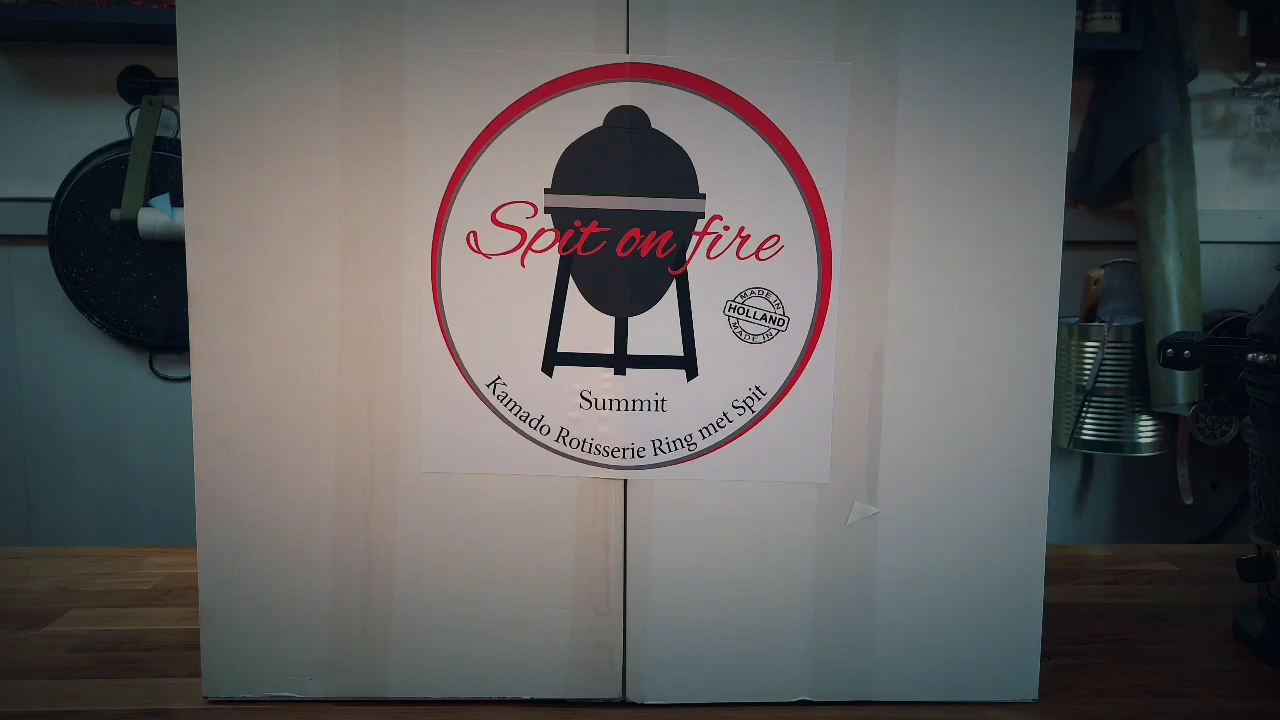 Spit on fire
MADE IN
HOLLAND
MADE IN
Summit
Kamado Rotisserie Ring met Spit